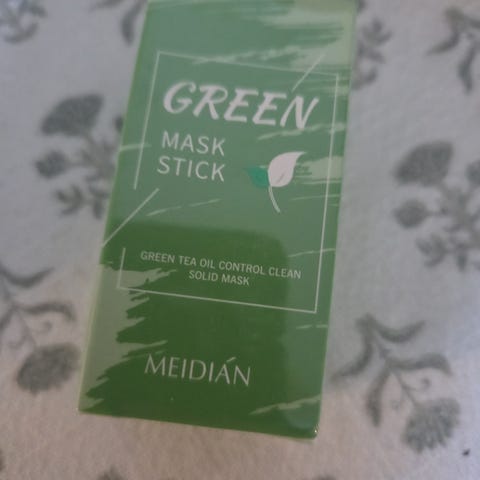 GREEN
MASK
STICK
GREEN TEA OIL CONTROL CLEAN
SOLID MASK
MEIDIÁN